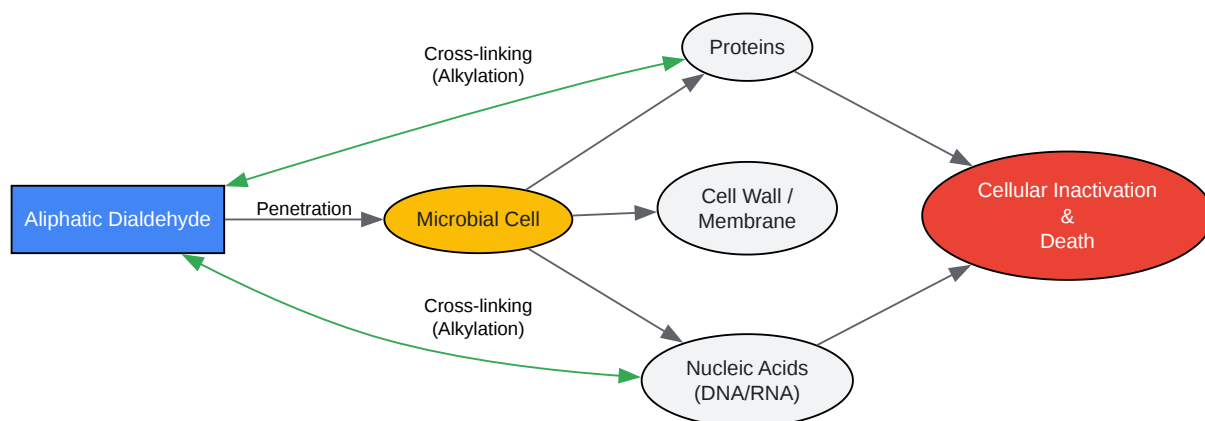 Proteins
Cross-linking
(Alkylation)
Aliphatic Dialdehyde
Penetration
Microbial Cell
Cell Wall /
Membrane
Cellular Inactivation
&
Death
Cross-linking
(Alkylation)
Nucleic Acids
(DNA/RNA)